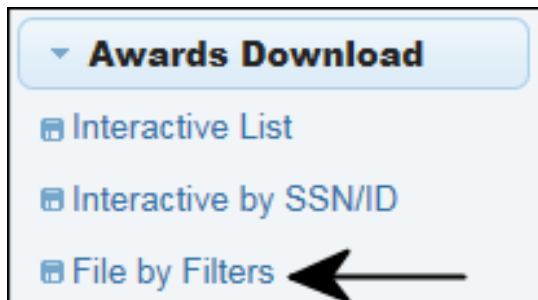 Awards Download
Interactive List
Interactive by SSN/ID
File by Filters